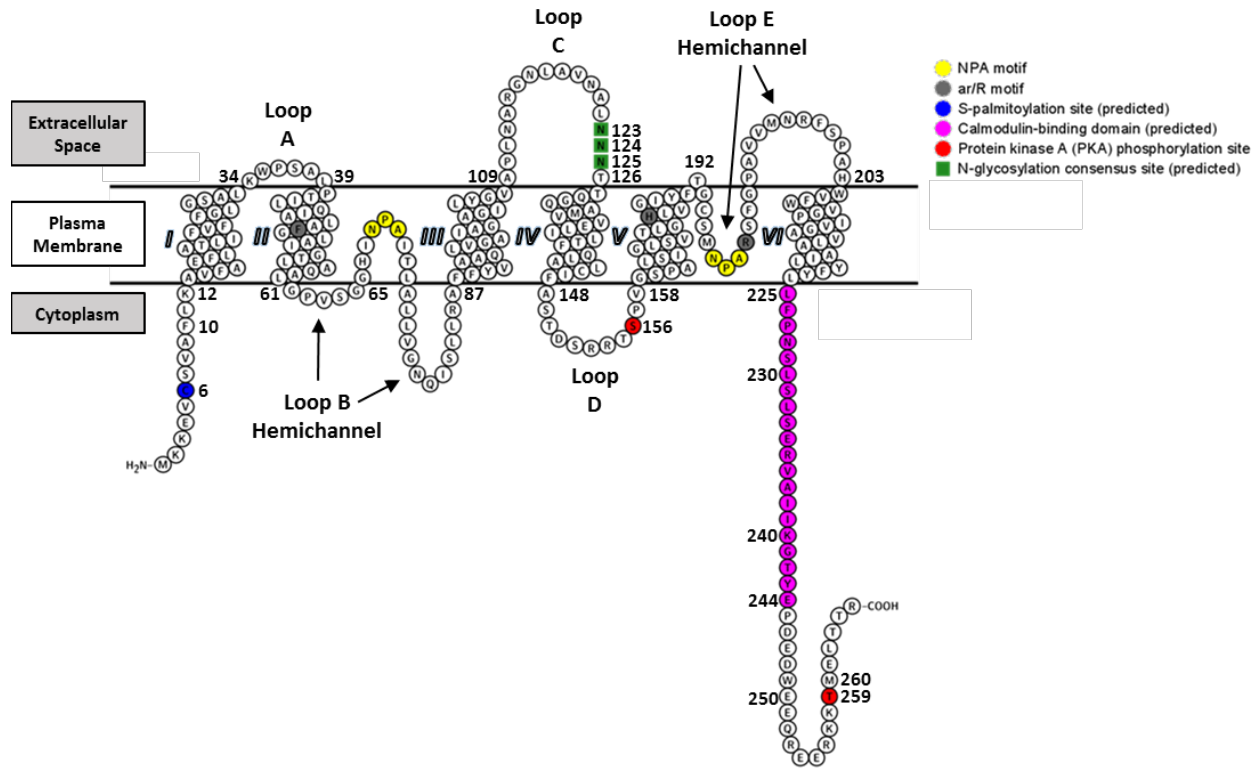 Loop
A
Loop
C
Loop E
Hemichannel
NPA motif
ar/R motif
S-palmitoylation site (predicted)
Calmodulin-binding domain (predicted)
Protein kinase A (PKA) phosphorylation site
N-glycosylation consensus site (predicted)
Extracellular
Space
Plasma
Membrane
Cytoplasm
34
39
109
123
124
125
126
192
203
I
II
III
IV
V
VI
12
10
6
61
65
87
148
158
156
225
230
240
244
250
260
259
Loop B
Hemichannel
Loop
D
H₂N-
M K K E V C S V A F L K A
K W P S A L P
G P V S G G H I N P A I T L A L L V G N Q I S L L R A F
A P L N A R G N L A V N A L N N N T
F A S T D S R R T S P V G
T G C S M N P A R S F G P A V V M N R F S P A H W
L F P N S L S L S E R V A I I K G T Y E P D E D W E E Q R E E R K K T M E L T T R
-COOH